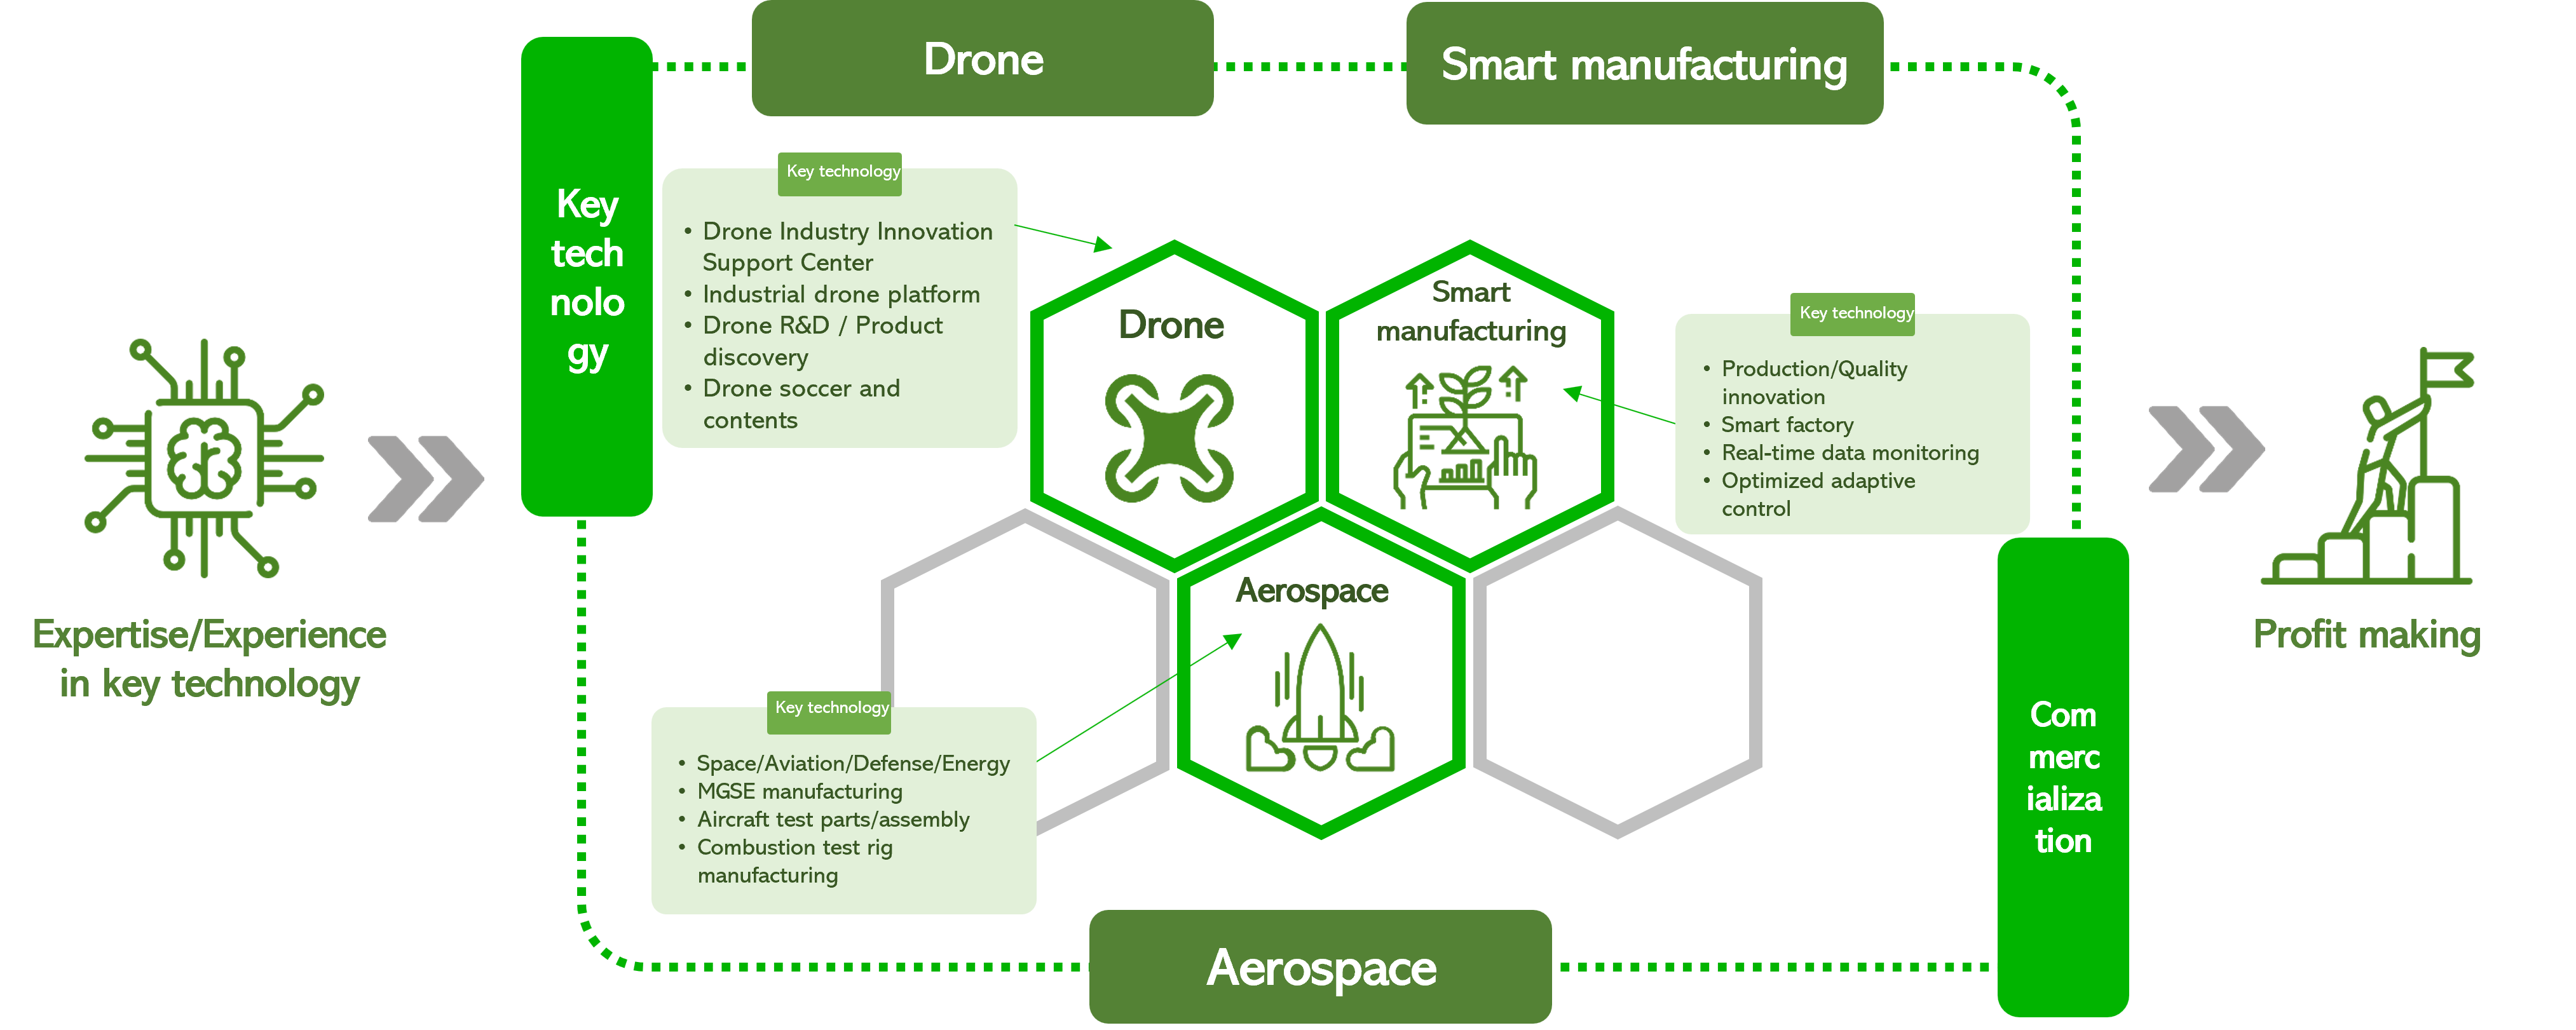 Drone
Smart manufacturing
Key
tech
nolo
gy
Key technology
• Drone Industry Innovation
Support Center
• Industrial drone platform
• Drone R&D / Product
discovery
• Drone soccer and
contents
Drone
Smart
manufacturing
Key technology
• Production/Quality
innovation
• Smart factory
• Real-time data monitoring
• Optimized adaptive
control
Expertise/Experience
in key technology
Aerospace
Key technology
• Space/Aviation/Defense/Energy
• MGSE manufacturing
• Aircraft test parts/assembly
• Combustion test rig
manufacturing
Com
merc
ializa
tion
Profit making
Aerospace